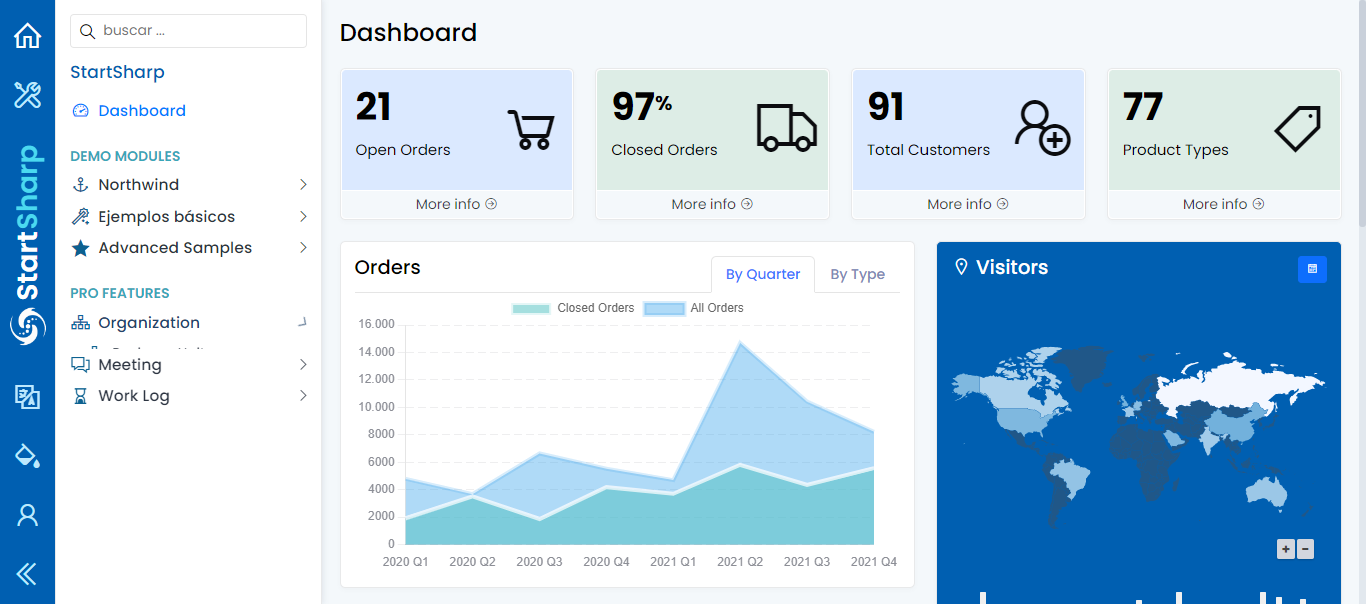 buscar ...
StartSharp
Dashboard
DEMO MODULES
Northwind
Ejemplos básicos
Advanced Samples
PRO FEATURES
Organization
Meeting
Work Log
StartSharp
Dashboard
21
Open Orders
More info
97%
Closed Orders
More info
91
Total Customers
More info
77
Product Types
More info
Orders
By Quarter
By Type
Closed Orders
All Orders
16.000
14.000
12.000
10.000
8000
6000
4000
2000
0
2020 Q1
2020 Q2
2020 Q3
2020 Q4
2021 Q1
2021 Q2
2021 Q3
2021 Q4
Visitors
+
−